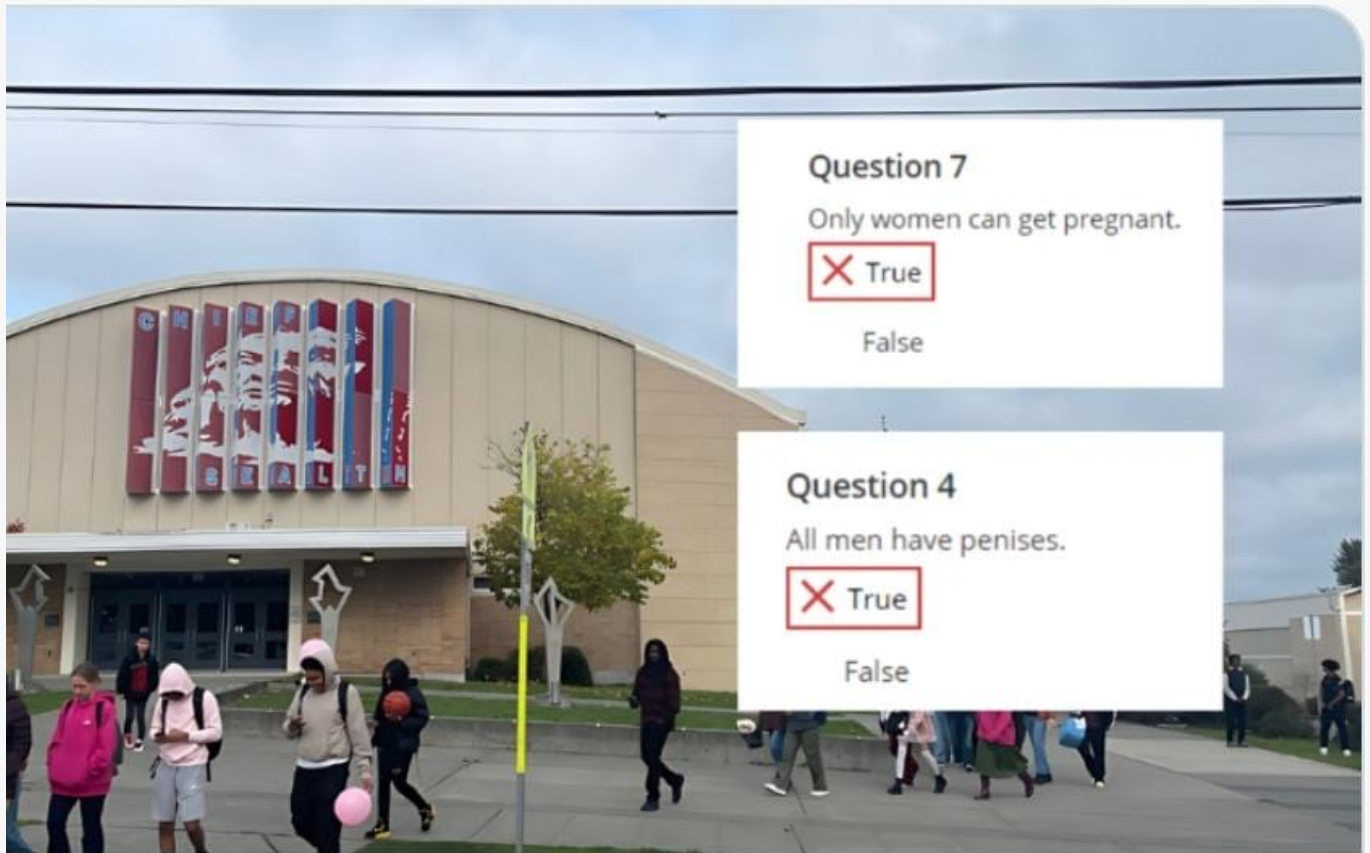 CHIEF
SEALTH
Question 7
Only women can get pregnant.
True
False
Question 4
All men have penises.
True
False